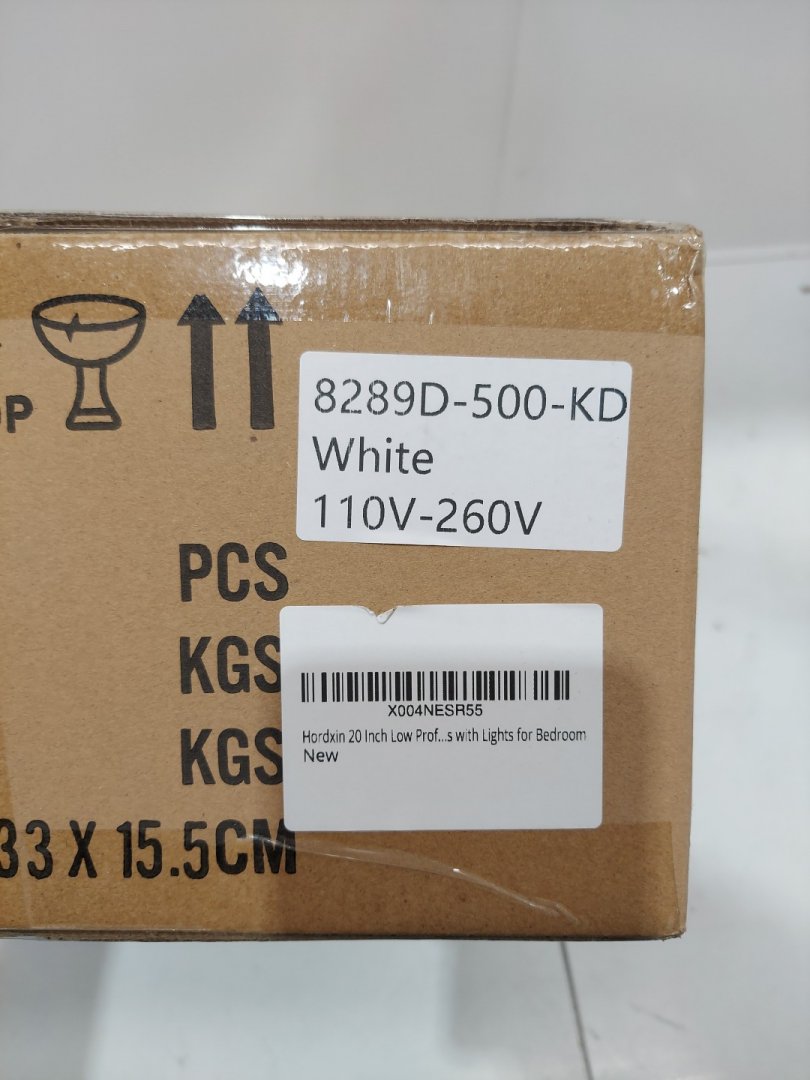 8289D-500-KD
White
110V-260V
PCS
KGS
X004NESR55
Hordxin 20 Inch Low Prof...s with Lights for Bedroom
New
KGS
33 X 15.5CM